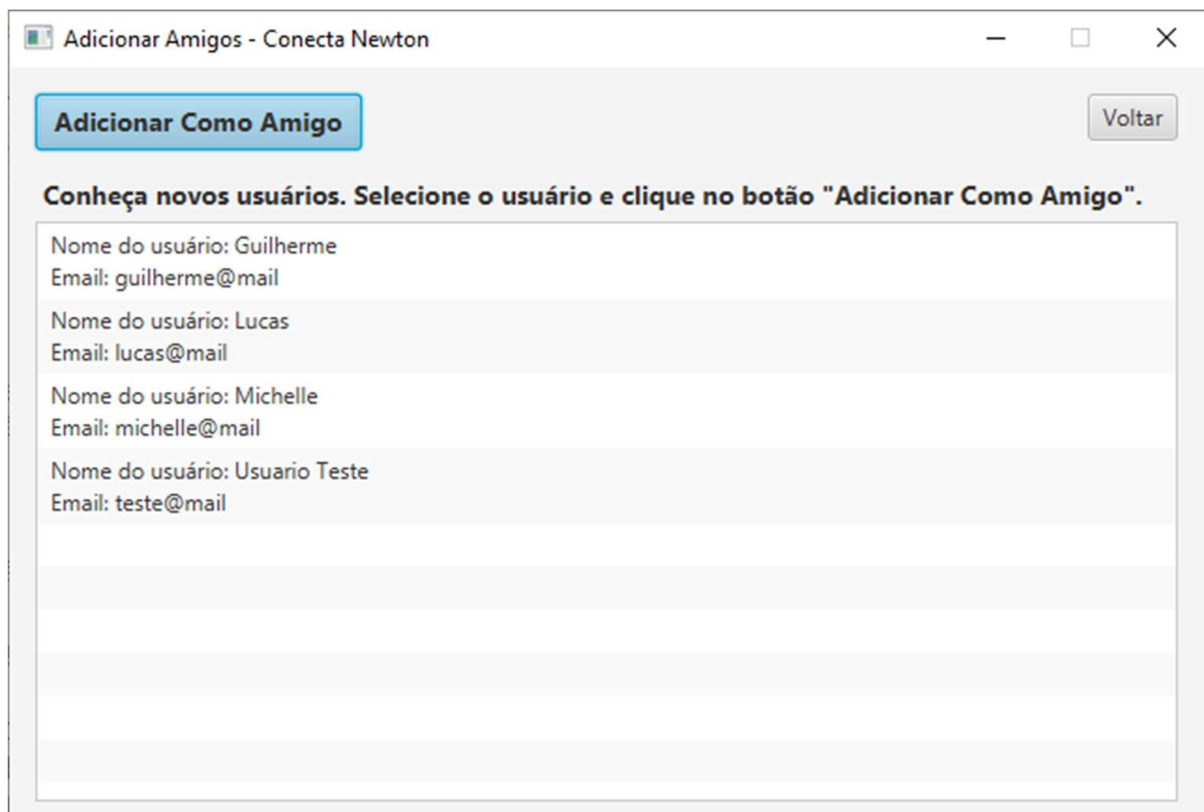 Adicionar Amigos - Conecta Newton
Adicionar Como Amigo
Voltar
Conheça novos usuários. Selecione o usuário e clique no botão "Adicionar Como Amigo".
Nome do usuário: Guilherme
Email: guilherme@mail
Nome do usuário: Lucas
Email: lucas@mail
Nome do usuário: Michelle
Email: michelle@mail
Nome do usuário: Usuario Teste
Email: teste@mail